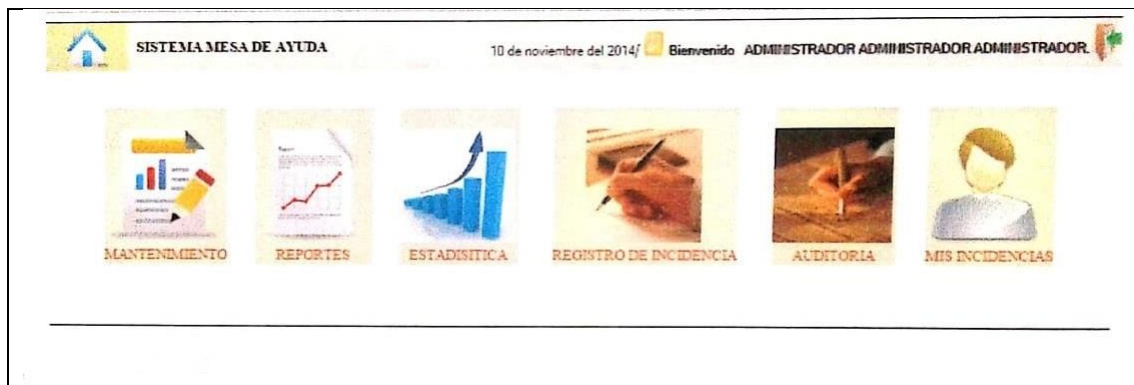 SISTEMA MESA DE AYUDA 10 de noviembre del 2014/ Bienvenido ADMINISTRADOR ADMINISTRADOR ADMINISTRADOR.
MANTENIMIENTO REPORTES ESTADISITICA REGISTRO DE INCIDENCIA AUDITORIA MIS INCIDENCIAS